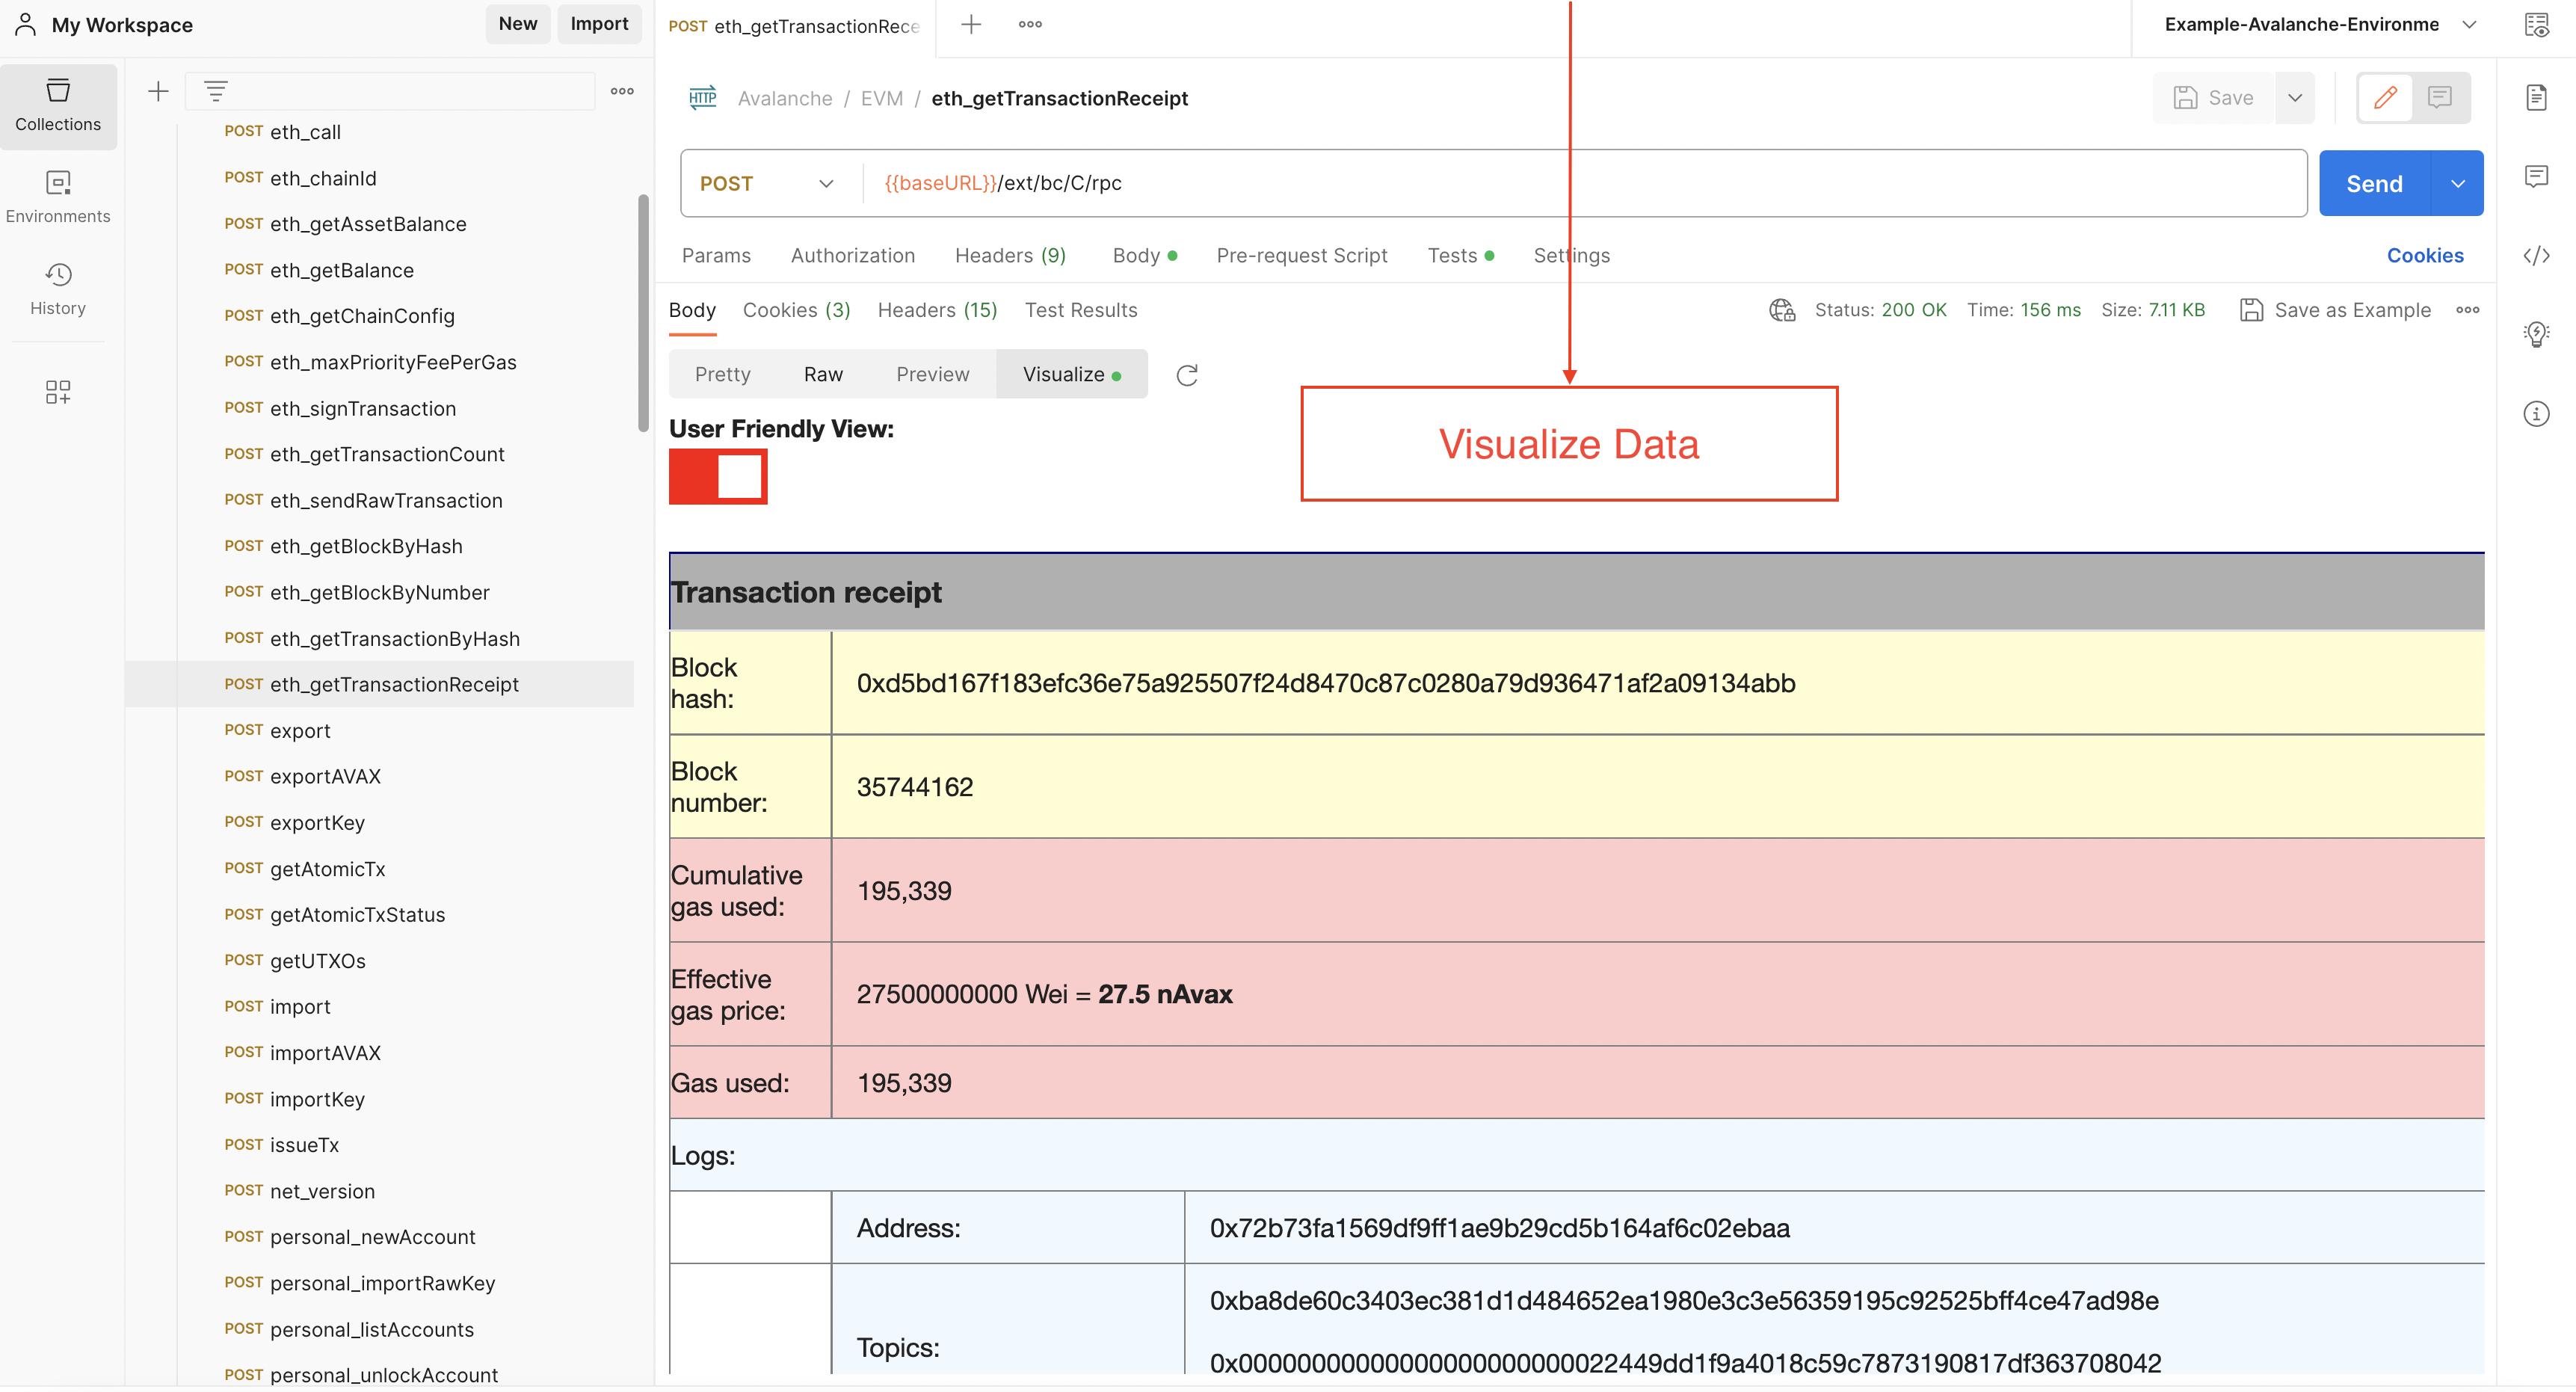 My Workspace
New
Import
POST eth_getTransactionRece
Example-Avalanche-Environme
Collections
Environments
History
POST eth_call
POST eth_chainId
POST eth_getAssetBalance
POST eth_getBalance
POST eth_getChainConfig
POST eth_maxPriorityFeePerGas
POST eth_signTransaction
POST eth_getTransactionCount
POST eth_sendRawTransaction
POST eth_getBlockByHash
POST eth_getBlockByNumber
POST eth_getTransactionByHash
POST eth_getTransactionReceipt
POST export
POST exportAVAX
POST exportKey
POST getAtomicTx
POST getAtomicTxStatus
POST getUTXOs
POST import
POST importAVAX
POST importKey
POST issueTx
POST net_version
POST personal_newAccount
POST personal_importRawKey
POST personal_listAccounts
POST personal_unlockAccount
HTTP Avalanche / EVM / eth_getTransactionReceipt
Save
POST {{baseURL}}/ext/bc/C/rpc
Send
Params Authorization Headers (9) Body Pre-request Script Tests Settings Cookies
Body Cookies (3) Headers (15) Test Results Status: 200 OK Time: 156 ms Size: 7.11 KB Save as Example
Pretty Raw Preview Visualize
User Friendly View:
Visualize Data
Transaction receipt
Block
hash:
0xd5bd167f183efc36e75a925507f24d8470c87c0280a79d936471af2a09134abb
Block
number:
35744162
Cumulative
gas used:
195,339
Effective
gas price:
27500000000 Wei = 27.5 nAvax
Gas used: 195,339
Logs:
Address: 0x72b73fa1569df9ff1ae9b29cd5b164af6c02ebaa
Topics:
0xba8de60c3403ec381d1d484652ea1980e3c3e56359195c92525bff4ce47ad98e
0x00000000000000000000000022449dd1f9a4018c59c7873190817df363708042